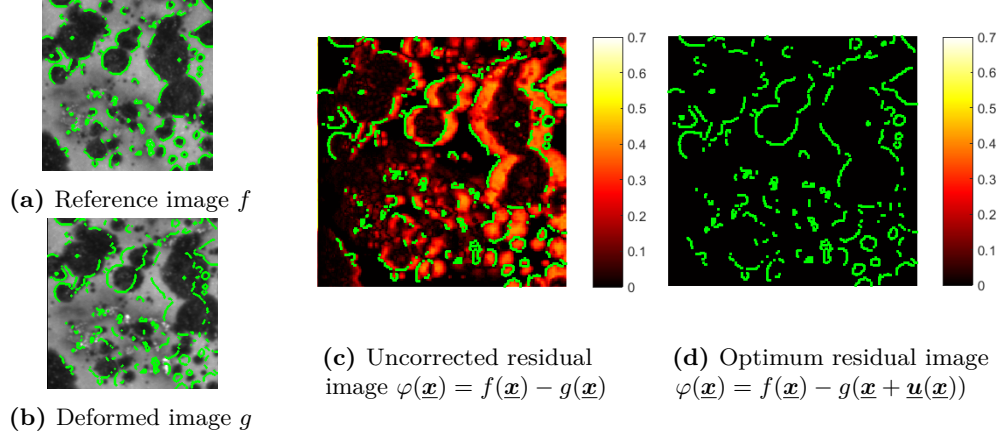 (a) Reference image f
(b) Deformed image g
0.7
0.6
0.5
0.4
0.3
0.2
0.1
0
(c) Uncorrected residual
image φ(x) = f(x) − g(x)
0.7
0.6
0.5
0.4
0.3
0.2
0.1
0
(d) Optimum residual image
φ(x) = f(x) − g(x + u(x))